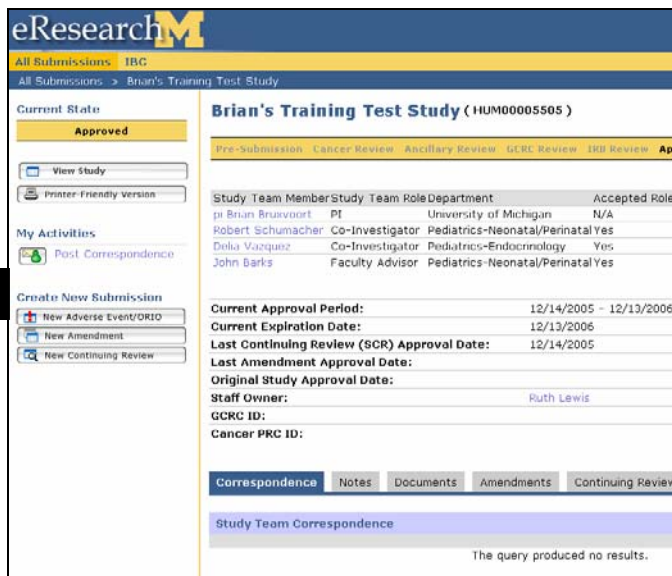 eResearch M
All Submissions IBC
All Submissions > Brian's Training Test Study
Current State
Approved
View Study
Printer-Friendly Version
My Activities
Post Correspondence
Create New Submission
New Adverse Event/ORIO
New Amendment
New Continuing Review
Brian's Training Test Study ( HUM00005505 )
Pre-Submission Cancer Review Ancillary Review GCRC Review IRB Review Ap
Study Team Member Study Team Role Department Accepted Role
pi Brian Bruxvoort PI University of Michigan N/A
Robert Schumacher Co-Investigator Pediatrics-Neonatal/Perinatal Yes
Delia Vazquez Co-Investigator Pediatrics-Endocrinology Yes
John Barks Faculty Advisor Pediatrics-Neonatal/Perinatal Yes
Current Approval Period: 12/14/2005 - 12/13/2006
Current Expiration Date: 12/13/2006
Last Continuing Review (SCR) Approval Date: 12/14/2005
Last Amendment Approval Date:
Original Study Approval Date:
Staff Owner: Ruth Lewis
GCRC ID:
Cancer PRC ID:
Correspondence Notes Documents Amendments Continuing Review
Study Team Correspondence
The query produced no results.